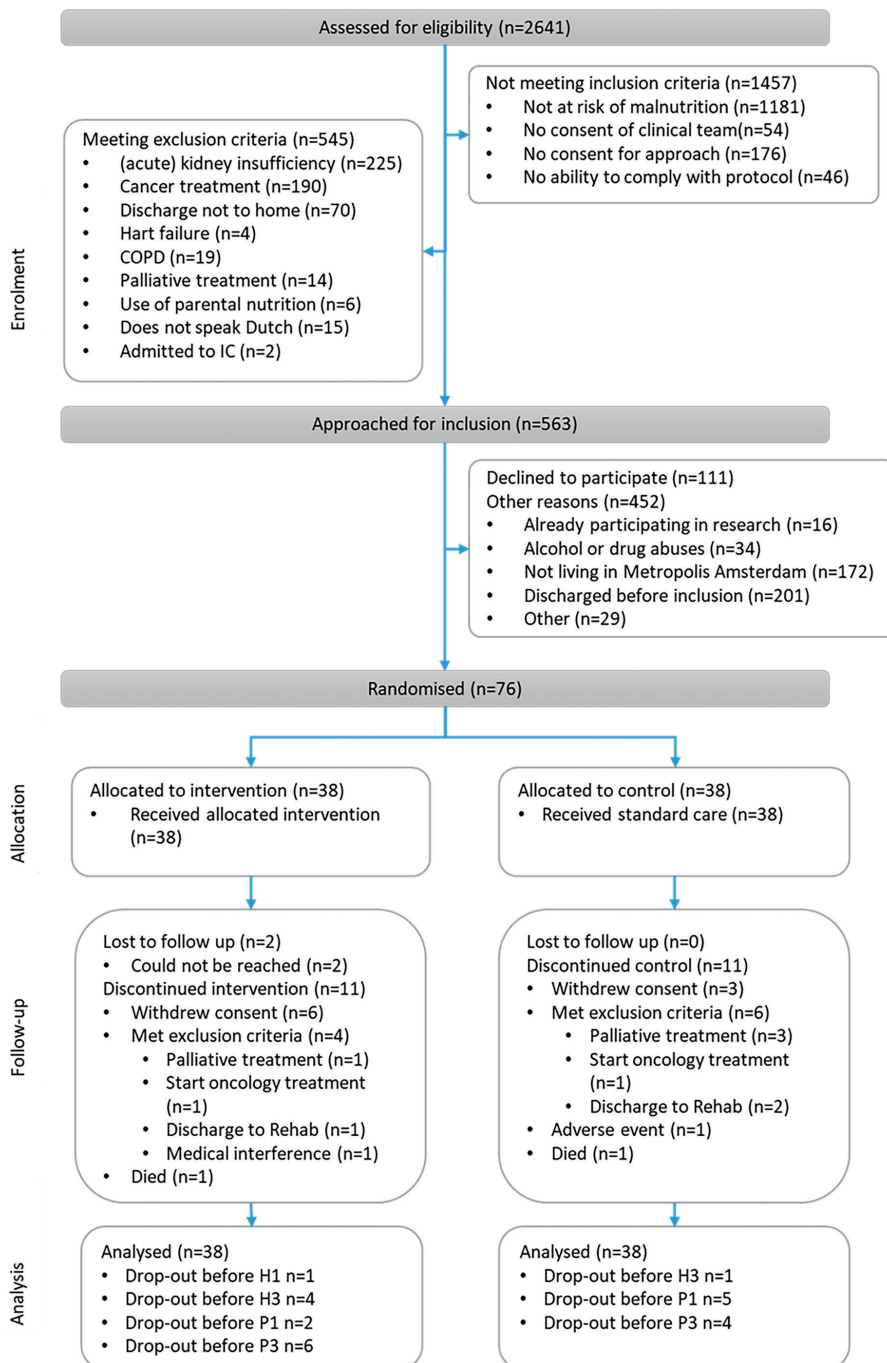 Assessed for eligibility (n=2641)
Not meeting inclusion criteria (n=1457)
• Not at risk of malnutrition (n=1181)
• No consent of clinical team(n=54)
• No consent for approach (n=176)
• No ability to comply with protocol (n=46)
Meeting exclusion criteria (n=545)
• (acute) kidney insufficiency (n=225)
• Cancer treatment (n=190)
• Discharge not to home (n=70)
• Hart failure (n=4)
• COPD (n=19)
• Palliative treatment (n=14)
• Use of parental nutrition (n=6)
• Does not speak Dutch (n=15)
• Admitted to IC (n=2)
Enrolment
Approached for inclusion (n=563)
Declined to participate (n=111)
Other reasons (n=452)
• Already participating in research (n=16)
• Alcohol or drug abuses (n=34)
• Not living in Metropolis Amsterdam (n=172)
• Discharged before inclusion (n=201)
• Other (n=29)
Randomised (n=76)
Allocation
Allocated to intervention (n=38)
• Received allocated intervention
(n=38)
Allocated to control (n=38)
• Received standard care (n=38)
Follow-up
Lost to follow up (n=2)
• Could not be reached (n=2)
Discontinued intervention (n=11)
• Withdrew consent (n=6)
• Met exclusion criteria (n=4)
• Palliative treatment (n=1)
• Start oncology treatment
(n=1)
• Discharge to Rehab (n=1)
• Medical interference (n=1)
• Died (n=1)
Lost to follow up (n=0)
Discontinued control (n=11)
• Withdrew consent (n=3)
• Met exclusion criteria (n=6)
• Palliative treatment (n=3)
• Start oncology treatment
(n=1)
• Discharge to Rehab (n=2)
• Adverse event (n=1)
• Died (n=1)
Analysis
Analysed (n=38)
• Drop-out before H1 n=1
• Drop-out before H3 n=4
• Drop-out before P1 n=2
• Drop-out before P3 n=6
Analysed (n=38)
• Drop-out before H3 n=1
• Drop-out before P1 n=5
• Drop-out before P3 n=4